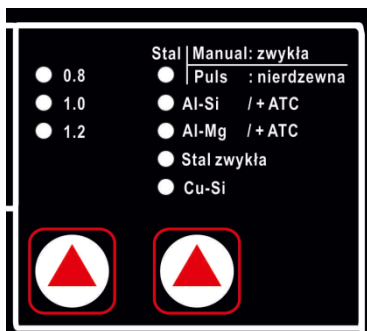 Stal | Manual: zwykła
Puls : nierdzewna
0.8
1.0
1.2
Al-Si / + ATC
Al-Mg / + ATC
Stal zwykła
Cu-Si